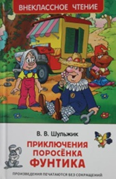 ВНЕКЛАССНОЕ ЧТЕНИЕ
В. В. Шульжик
ПРИКЛЮЧЕНИЯ
ПОРОСЁНКА
ФУНТИКА
ПРОИЗВЕДЕНИЯ ПЕЧАТАЮТСЯ БЕЗ СОКРАЩЕНИЙ